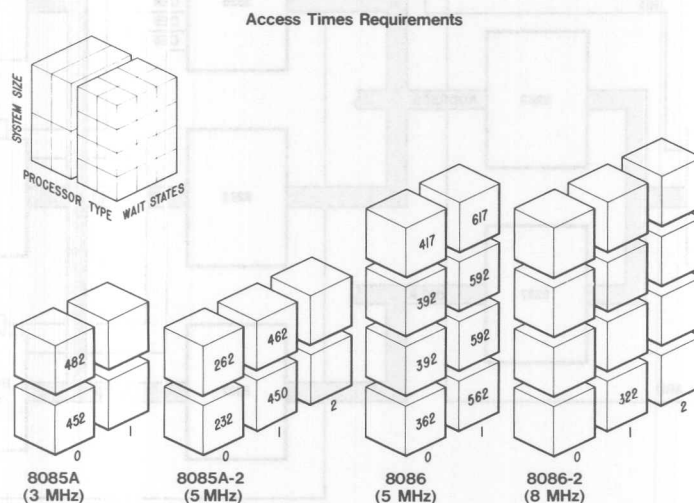 Access Times Requirements
SYSTEM SIZE
PROCESSOR TYPE WAIT STATES
417 617
392 592
392 592
362 562
482
452
262 462
232 450
322
0 1
0 1 2
0 1
0 1 2
8085A
(3 MHz)
8085A-2
(5 MHz)
8086
(5 MHz)
8086-2
(8 MHz)